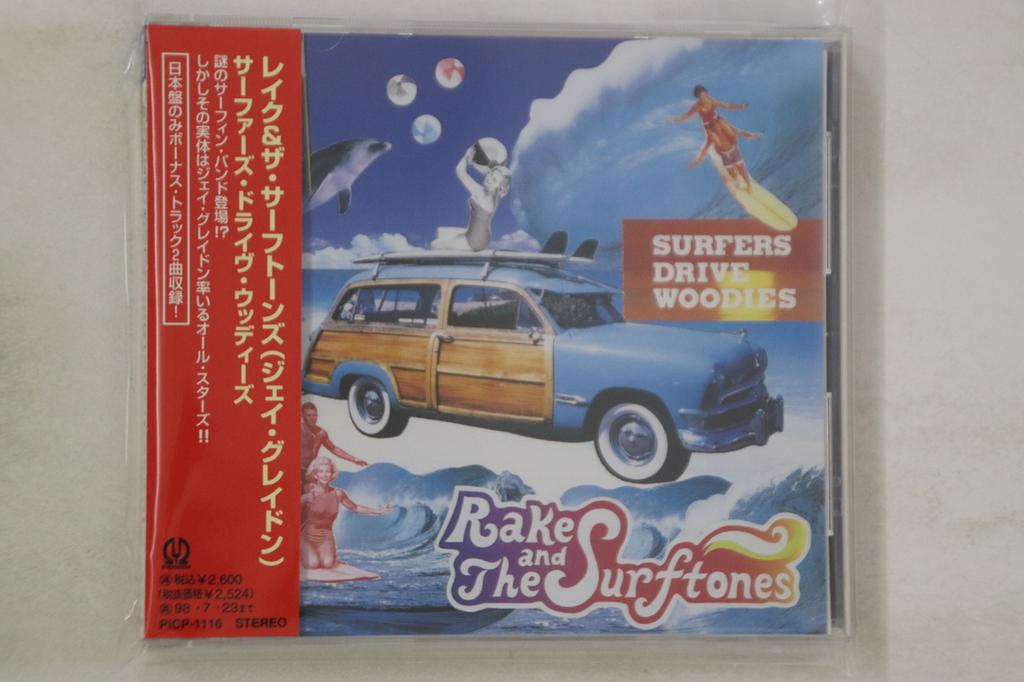 レイク&ザ・サーフトーンズ(ジェイ・グレイドン)
サーファーズ・ドライヴ・ウッディーズ
謎のサーフィン・バンド登場!?
しかしその実体はジェイ・グレイドン率いるオール・スターズ!!
日本盤のみボーナス・トラック2曲収録!
税込¥2,600
(税抜価格¥2,524)
98・7・23まで
PICP-1116 STEREO
SURFERS
DRIVE
WOODIES
Rake
and
The Surftones